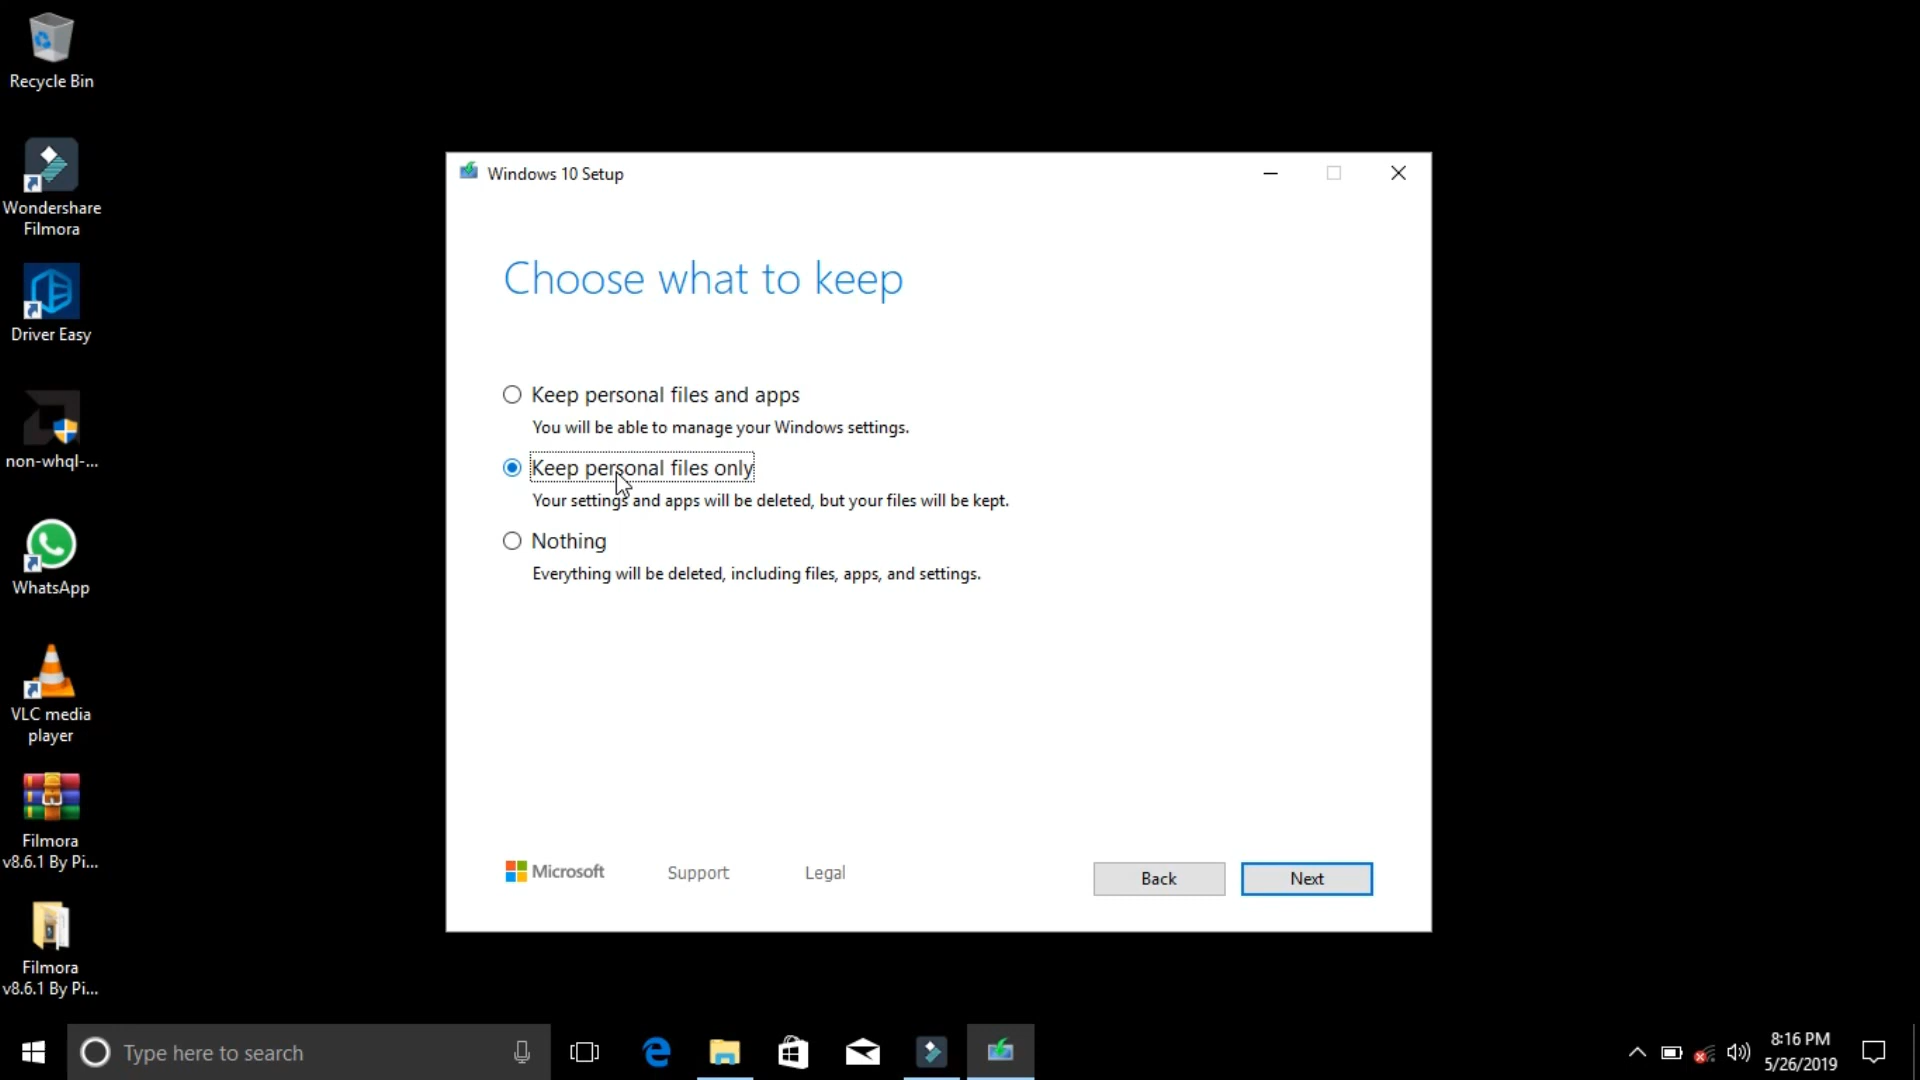 Recycle Bin
Wondershare
Filmora
Driver Easy
non-whql-...
WhatsApp
VLC media
player
Filmora
v8.6.1 By Pi...
Filmora
v8.6.1 By Pi...
Windows 10 Setup
Choose what to keep
Keep personal files and apps
You will be able to manage your Windows settings.
Keep personal files only
Your settings and apps will be deleted, but your files will be kept.
Nothing
Everything will be deleted, including files, apps, and settings.
Microsoft
Support
Legal
Back
Next
Type here to search
8:16 PM
5/26/2019